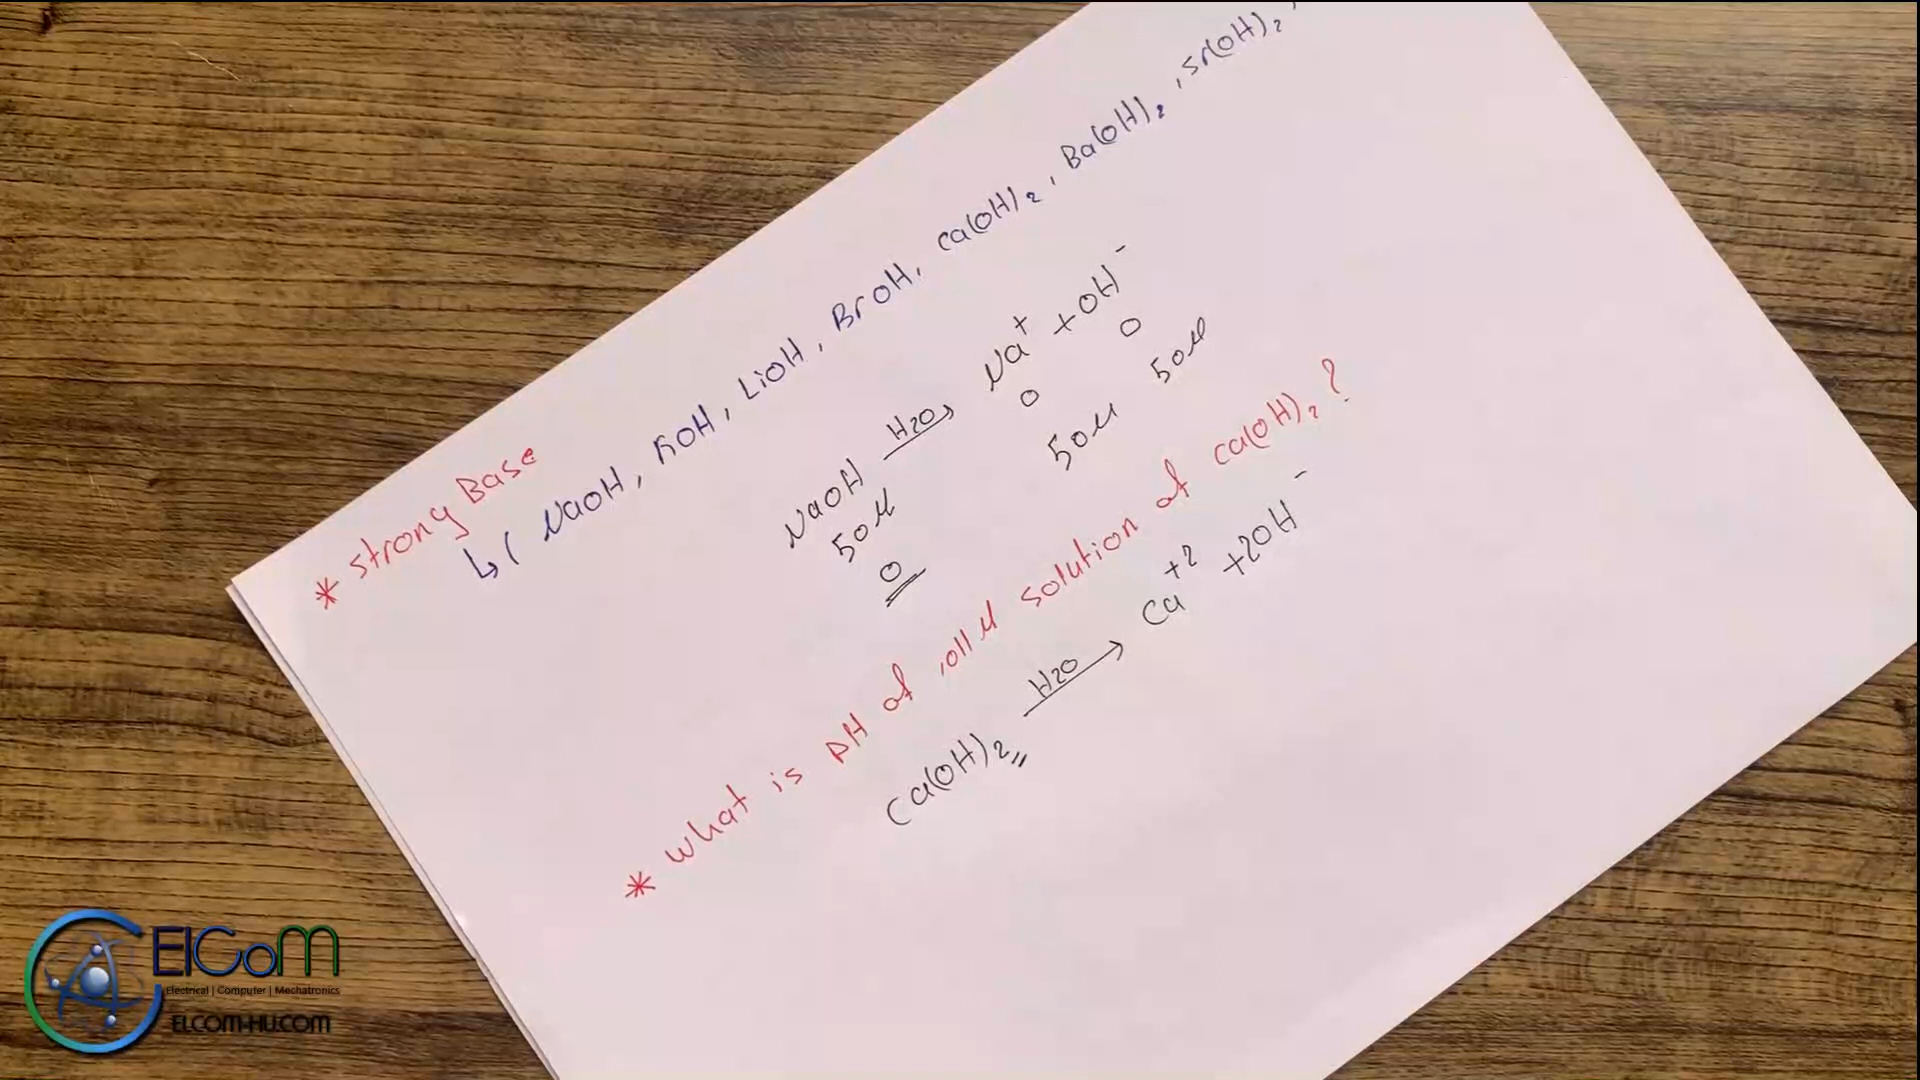 * strong Base
↳ ( NaOH, KOH, LiOH, BrOH, Ca(OH)2, Ba(OH)2, Sr(OH)2,
NaOH H2O→ Na+ + OH-
50M 0 0
0 50M 50M
* What is pH of .011 M solution of Ca(OH)2 ?
Ca(OH)2 H2O→ Ca+2 + 2OH-
ElCoM
Electrical | Computer | Mechatronics
ELCOM-HU.COM